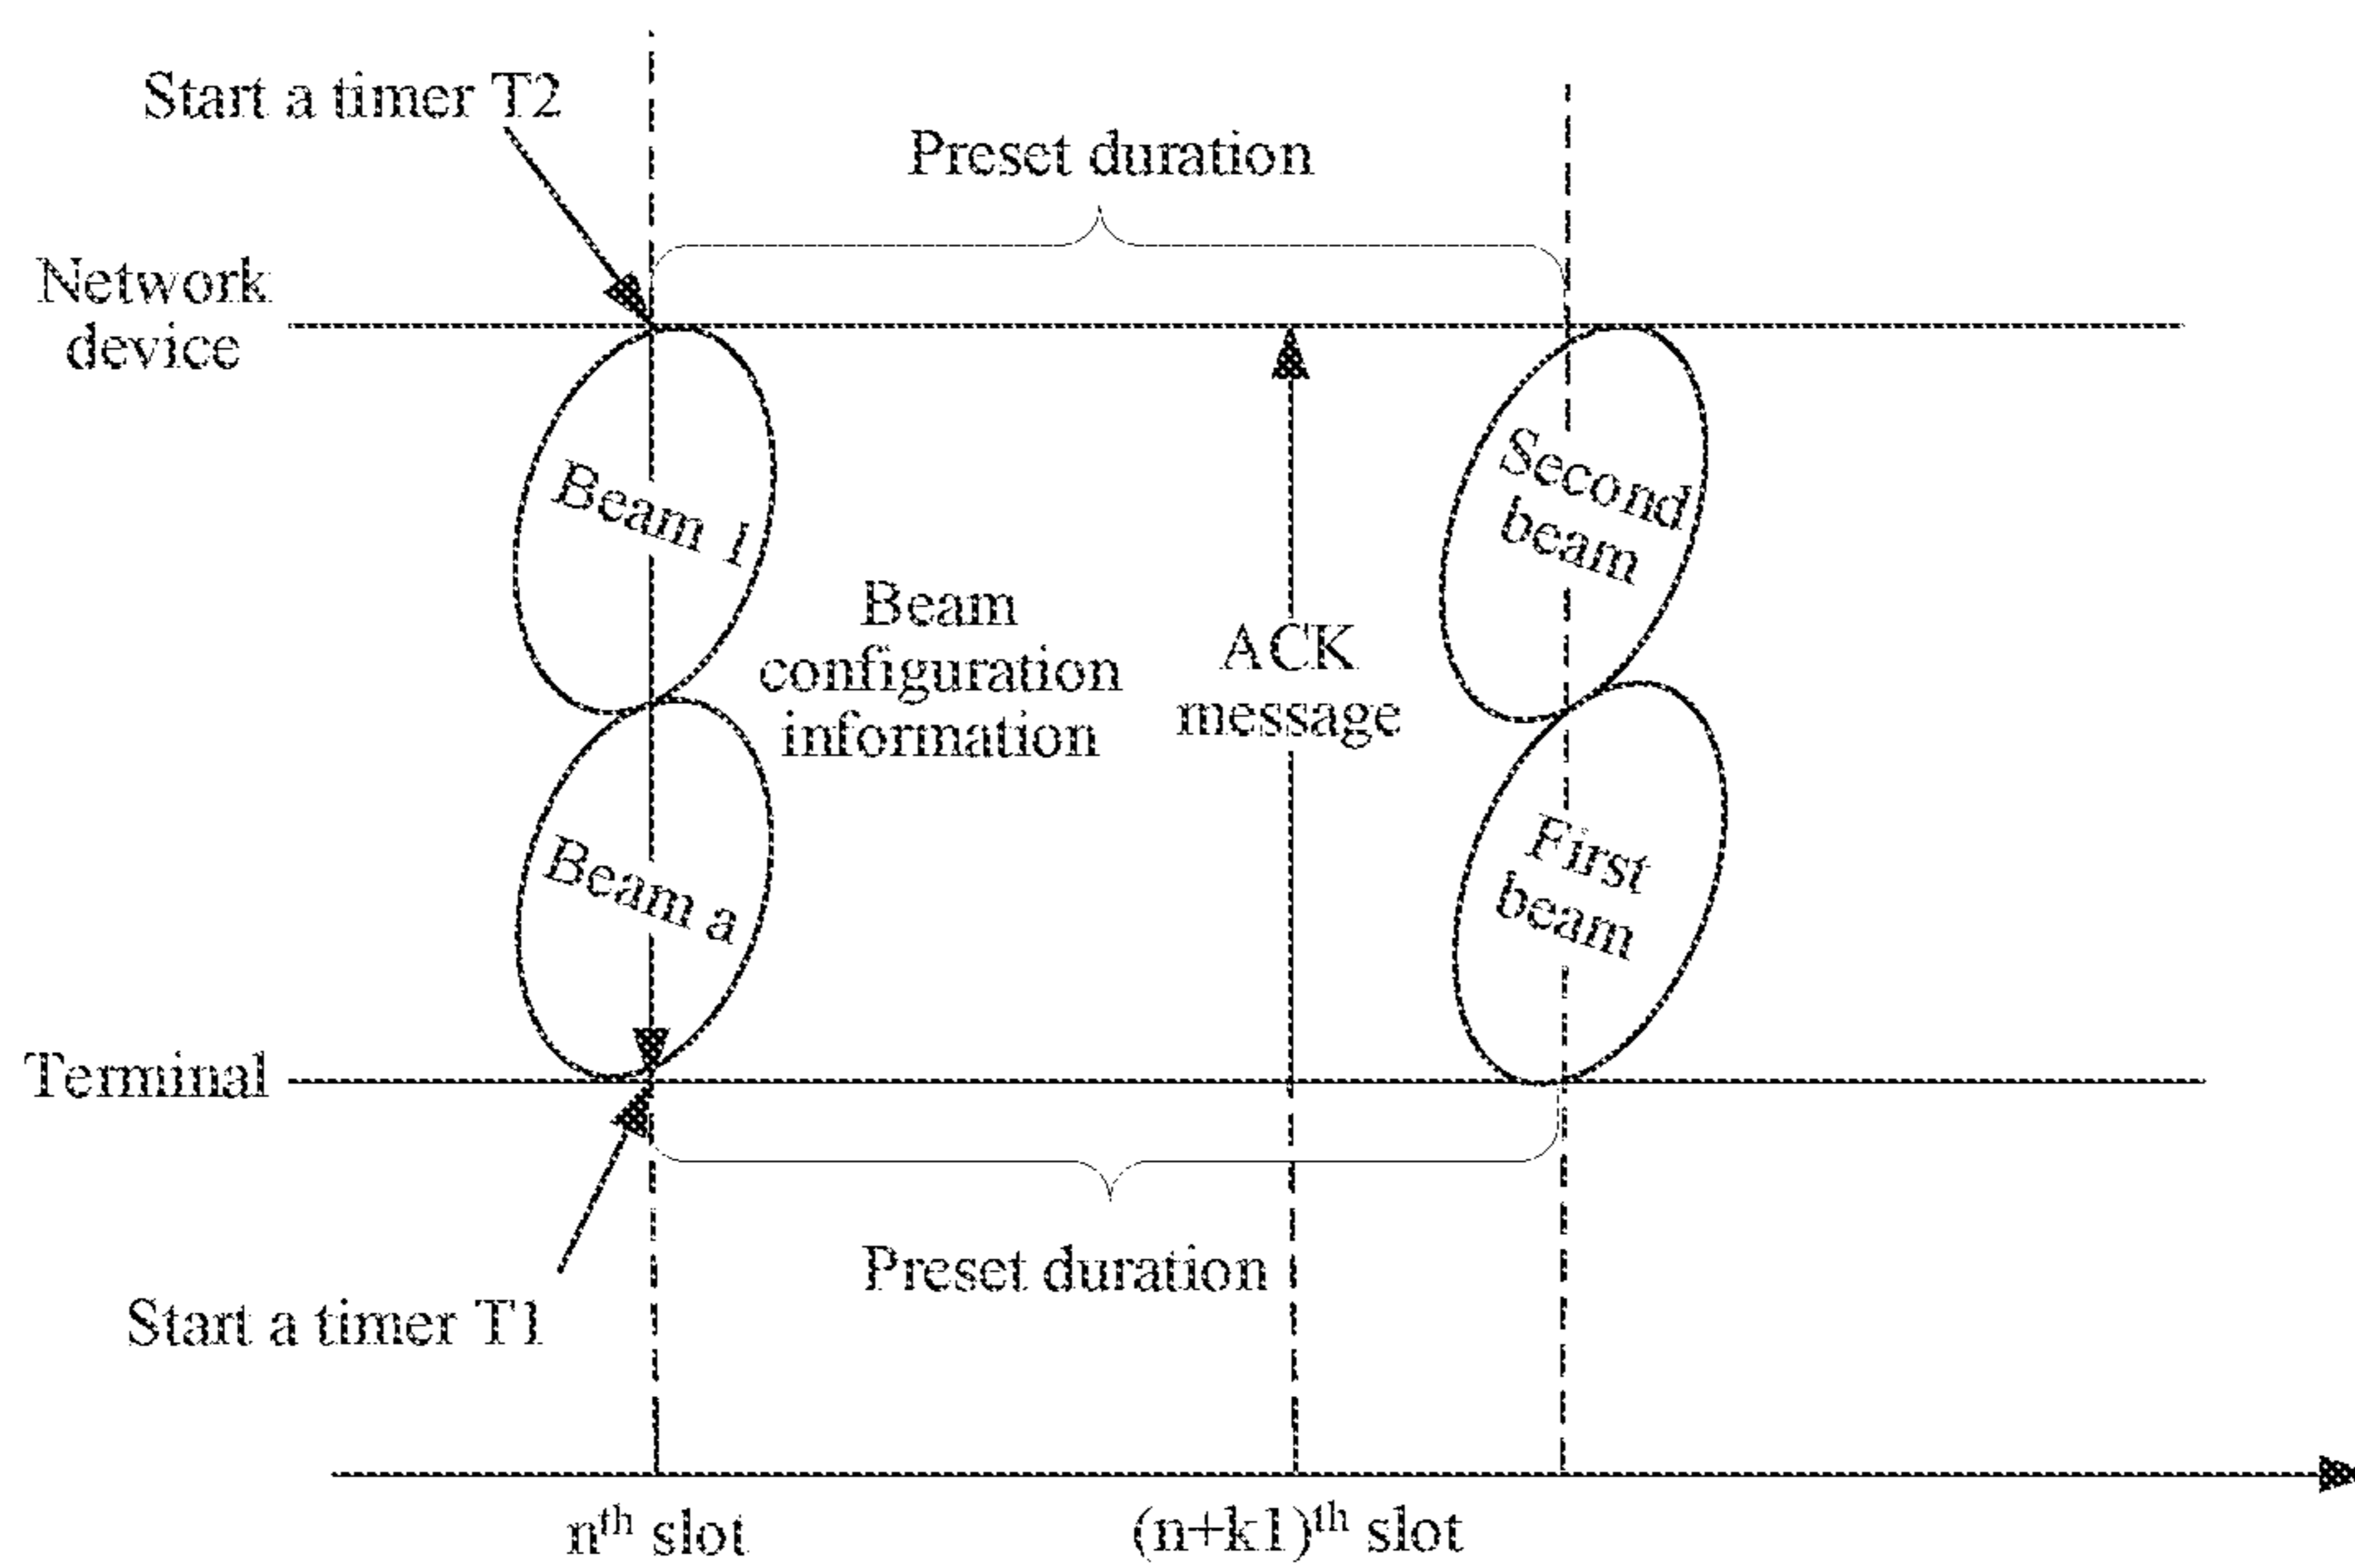 Start a timer T2
Preset duration
Network
device
Beam 1
Second
beam
Beam
configuration
information
ACK
message
Beam a
First
beam
Terminal
Preset duration
Start a timer T1
nth slot
(n+k1)th slot